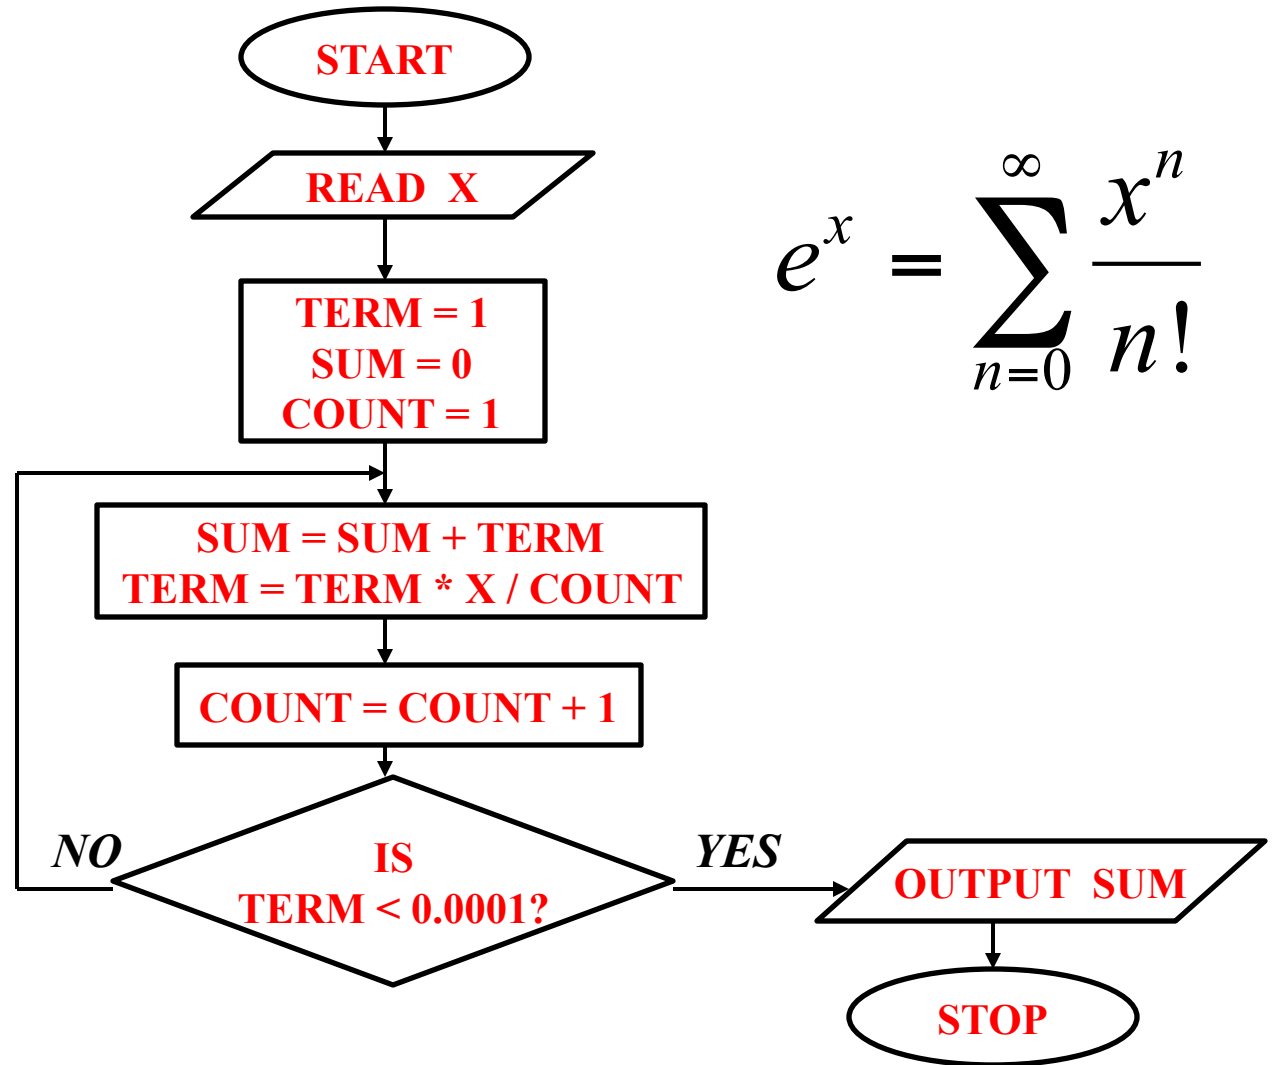 START
READ X
TERM = 1
SUM = 0
COUNT = 1
SUM = SUM + TERM
TERM = TERM * X / COUNT
COUNT = COUNT + 1
IS
TERM < 0.0001?
NO
YES
OUTPUT SUM
STOP
e^x = ∑_{n=0}^{∞} x^n / n!